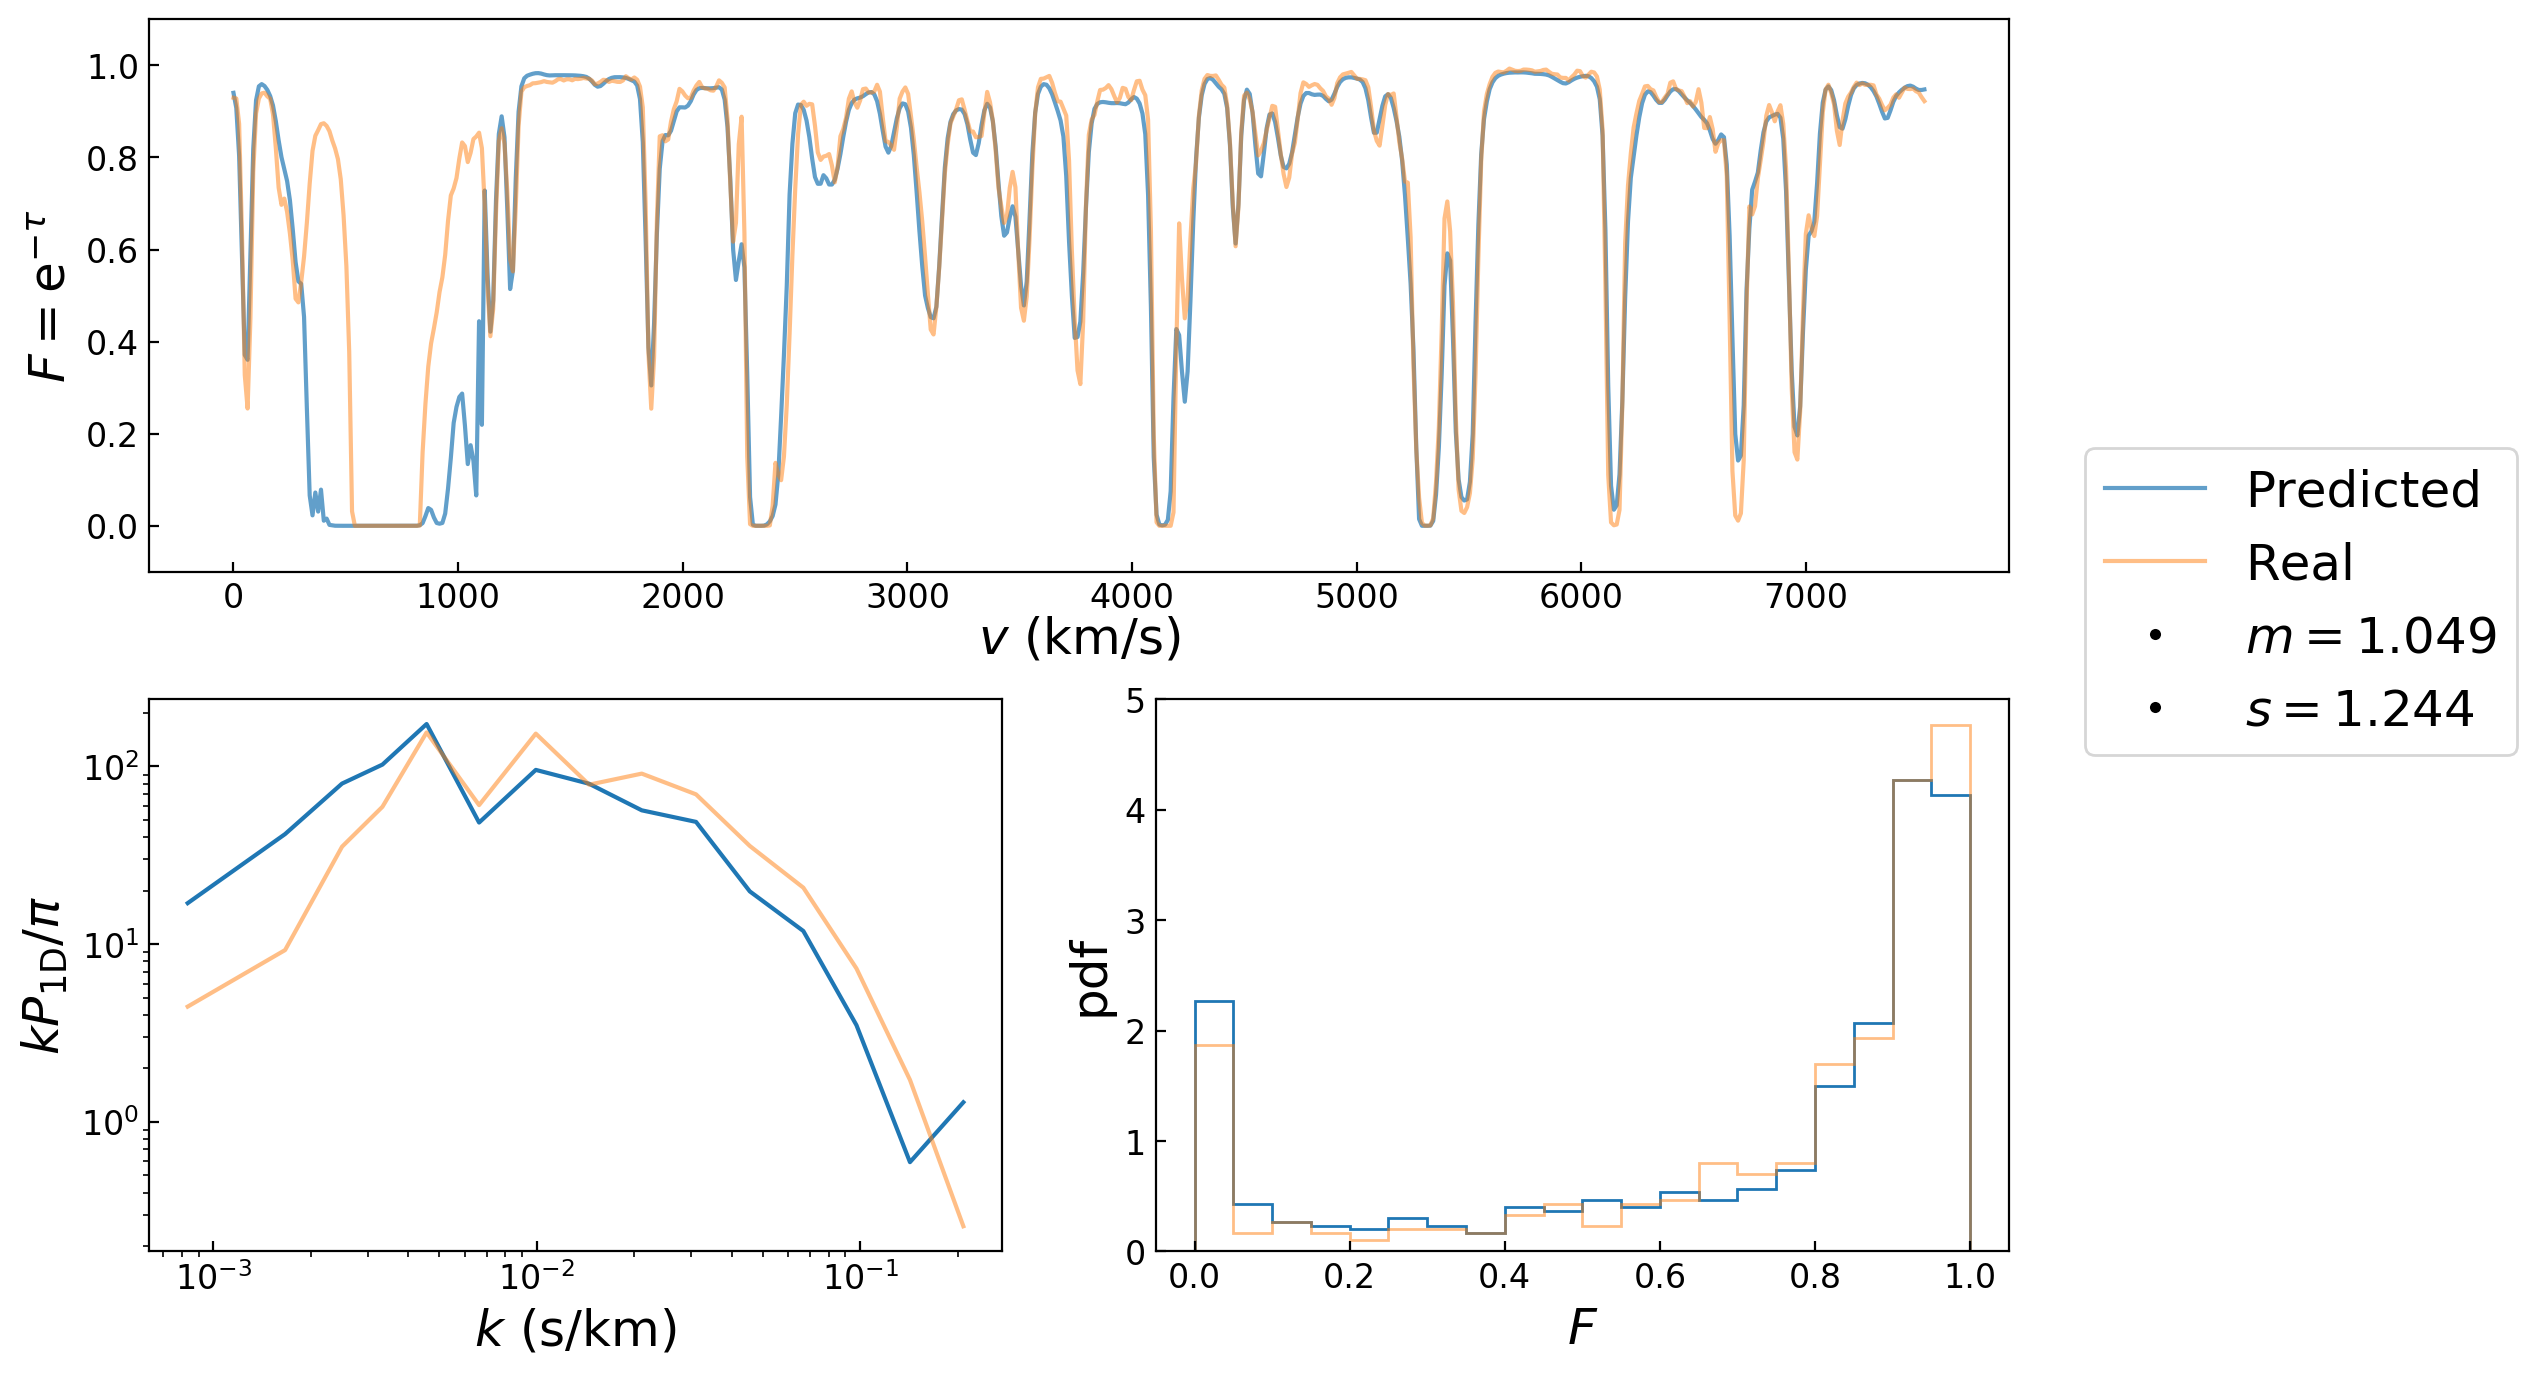 F = e^{−τ}
1.0
0.8
0.6
0.4
0.2
0.0
0 1000 2000 3000 4000 5000 6000 7000
v (km/s)
Predicted
Real
m = 1.049
s = 1.244
kP_{1D}/π
10^2
10^1
10^0
10^{−3} 10^{−2} 10^{−1}
k (s/km)
pdf
5
4
3
2
1
0
0.0 0.2 0.4 0.6 0.8 1.0
F